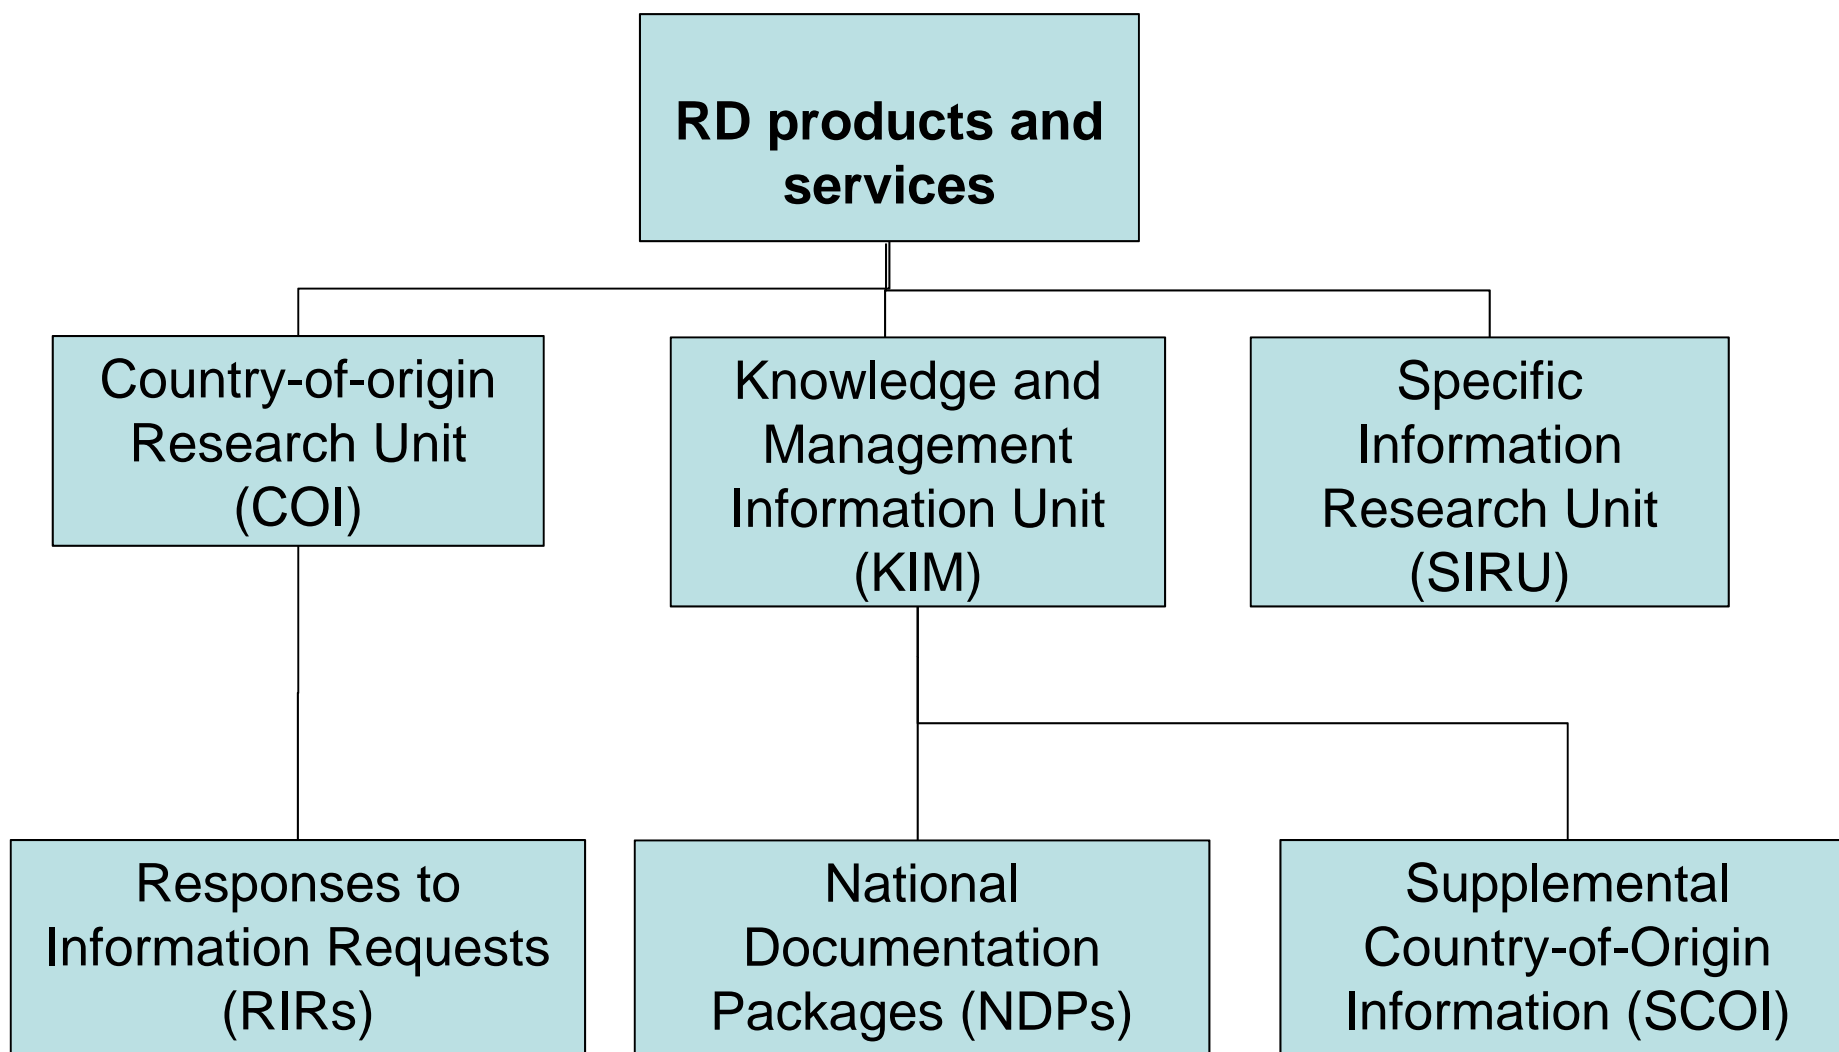 RD products and
services
Country-of-origin
Research Unit
(COI)
Knowledge and
Management
Information Unit
(KIM)
Specific
Information
Research Unit
(SIRU)
Responses to
Information Requests
(RIRs)
National
Documentation
Packages (NDPs)
Supplemental
Country-of-Origin
Information (SCOI)